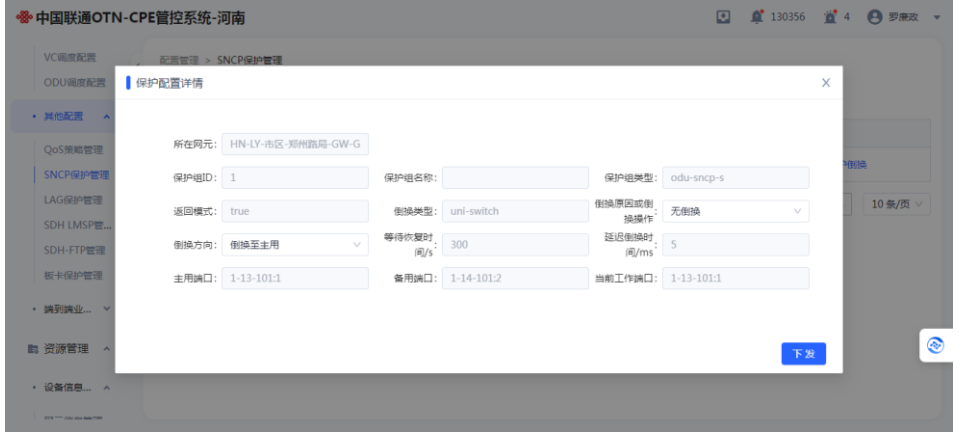 中国联通OTN-CPE管控系统-河南
130356
4
罗康政
VC调度配置
ODU调度配置
其他配置
QoS策略管理
SNCP保护管理
LAG保护管理
SDH LMSP管...
SDH-FTP管理
板卡保护管理
端到端业...
资源管理
设备信息...
配置管理 > SNCP保护管理
保护配置详情
所在网元: HN-LY-市区-郑州路局-GW-G
保护组ID: 1 保护组名称: 保护组类型: odu-sncp-s
返回模式: true 倒换类型: uni-switch 倒换原因或倒换操作: 无倒换
倒换方向: 倒换至主用 等待恢复时间/s: 300 延迟倒换时间/ms: 5
主用端口: 1-13-101:1 备用端口: 1-14-101:2 当前工作端口: 1-13-101:1
下发
倒换
10 条/页